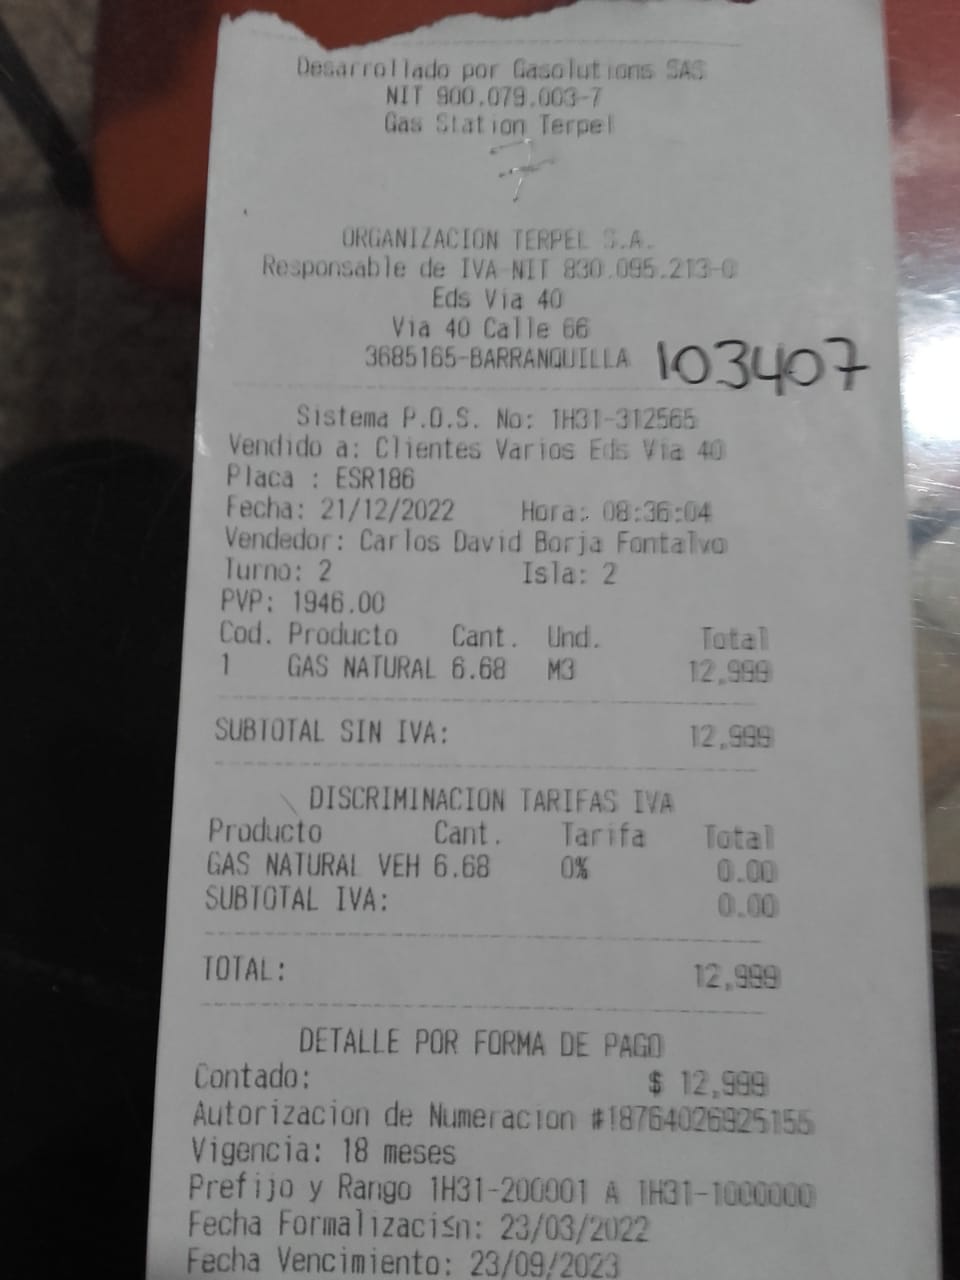 Desarrollado por Gasolutions SAS
NIT 900.079.003-7
Gas Station Terpel
7
ORGANIZACION TERPEL S.A.
Responsable de IVA-NIT 830.095.213-0
Eds Via 40
Via 40 Calle 66
3685165-BARRANQUILLA 103407
Sistema P.O.S. No: 1H31-312565
Vendido a: Clientes Varios Eds Via 40
Placa : ESR186
Fecha: 21/12/2022 Hora: 08:36:04
Vendedor: Carlos David Borja Fontalvo
Turno: 2 Isla: 2
PVP: 1946.00
Cod. Producto Cant. Und. Total
1 GAS NATURAL 6.68 M3 12,999
SUBTOTAL SIN IVA: 12,999
DISCRIMINACION TARIFAS IVA
Producto Cant. Tarifa Total
GAS NATURAL VEH 6.68 0% 0.00
SUBTOTAL IVA: 0.00
TOTAL: 12,999
DETALLE POR FORMA DE PAGO
Contado: $ 12,999
Autorizacion de Numeracion #18764026925155
Vigencia: 18 meses
Prefijo y Rango 1H31-200001 A 1H31-1000000
Fecha Formalizaci≤n: 23/03/2022
Fecha Vencimiento: 23/09/2023